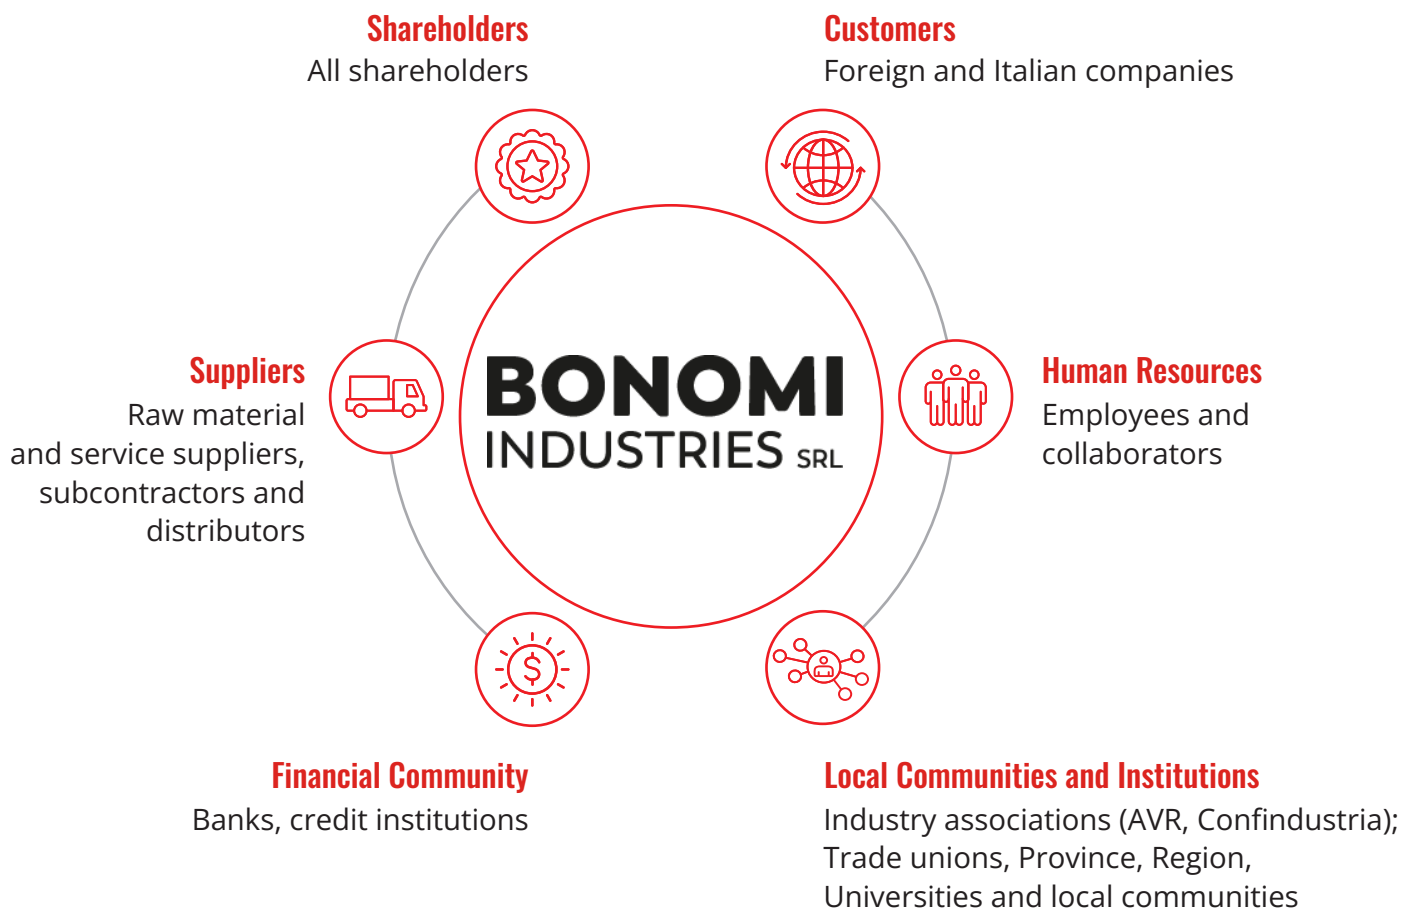 Shareholders
All shareholders
Customers
Foreign and Italian companies
Suppliers
Raw material
and service suppliers,
subcontractors and
distributors
BONOMI
INDUSTRIES SRL
Human Resources
Employees and
collaborators
$
Financial Community
Banks, credit institutions
Local Communities and Institutions
Industry associations (AVR, Confindustria);
Trade unions, Province, Region,
Universities and local communities